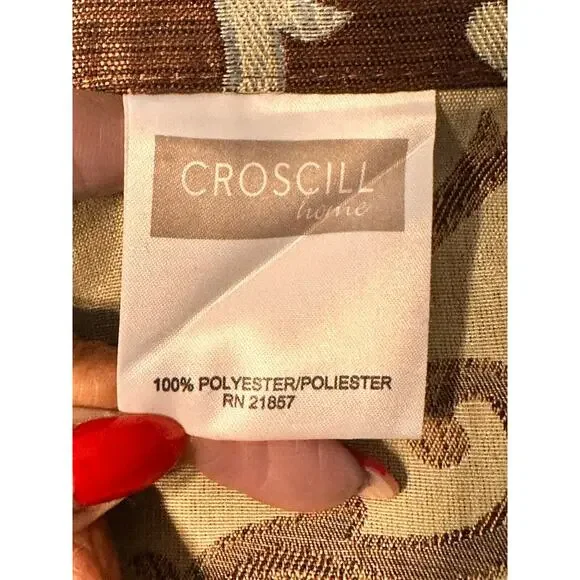 CROSCILL
home
100% POLYESTER/POLIESTER
RN 21857